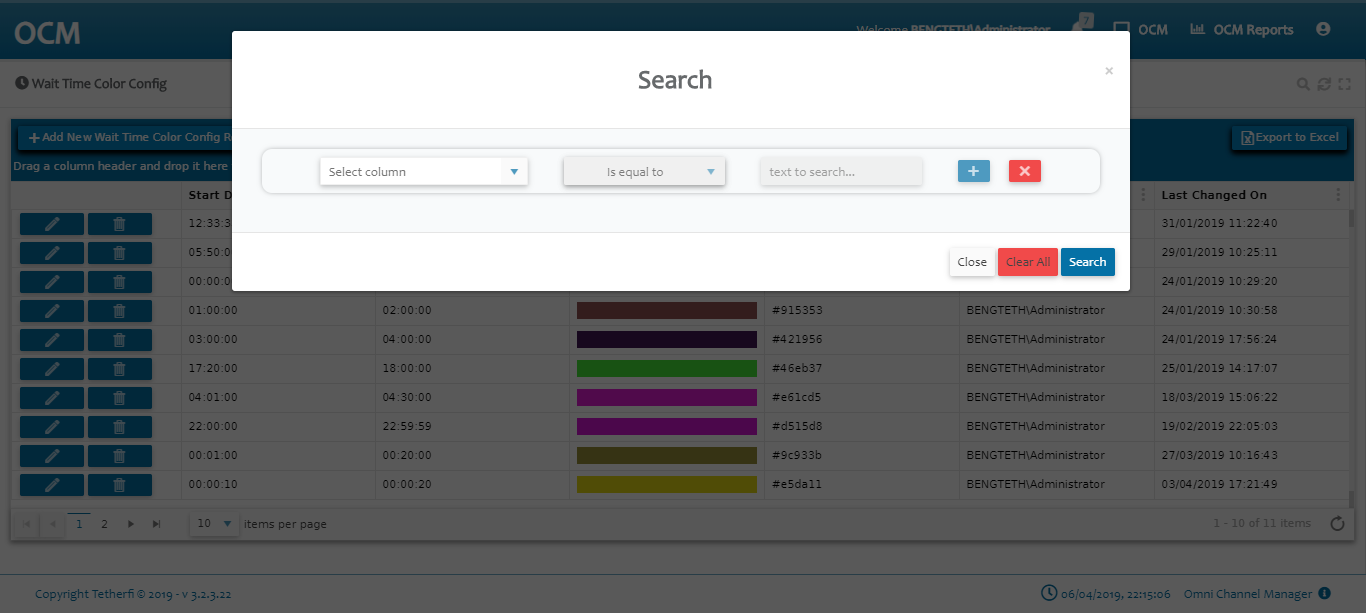 OCM
Welcome BENGTETH\Administrator 7 OCM OCM Reports
Wait Time Color Config
Search
×
Add New Wait Time Color Config R
Export to Excel
Drag a column header and drop it here
Select column Is equal to text to search...
Start D Last Changed On
12:33:3 31/01/2019 11:22:40
05:50:0 29/01/2019 10:25:11
00:00:0 24/01/2019 10:29:20
Close Clear All Search
01:00:00 02:00:00 #915353 BENGTETH\Administrator 24/01/2019 10:30:58
03:00:00 04:00:00 #421956 BENGTETH\Administrator 24/01/2019 17:56:24
17:20:00 18:00:00 #46eb37 BENGTETH\Administrator 25/01/2019 14:17:07
04:01:00 04:30:00 #e61cd5 BENGTETH\Administrator 18/03/2019 15:06:22
22:00:00 22:59:59 #d515d8 BENGTETH\Administrator 19/02/2019 22:05:03
00:01:00 00:20:00 #9c933b BENGTETH\Administrator 27/03/2019 10:16:43
00:00:10 00:00:20 #e5da11 BENGTETH\Administrator 03/04/2019 17:21:49
1 2 10 items per page 1 - 10 of 11 items
Copyright Tetherfi © 2019 - v 3.2.3.22 06/04/2019, 22:15:06 Omni Channel Manager